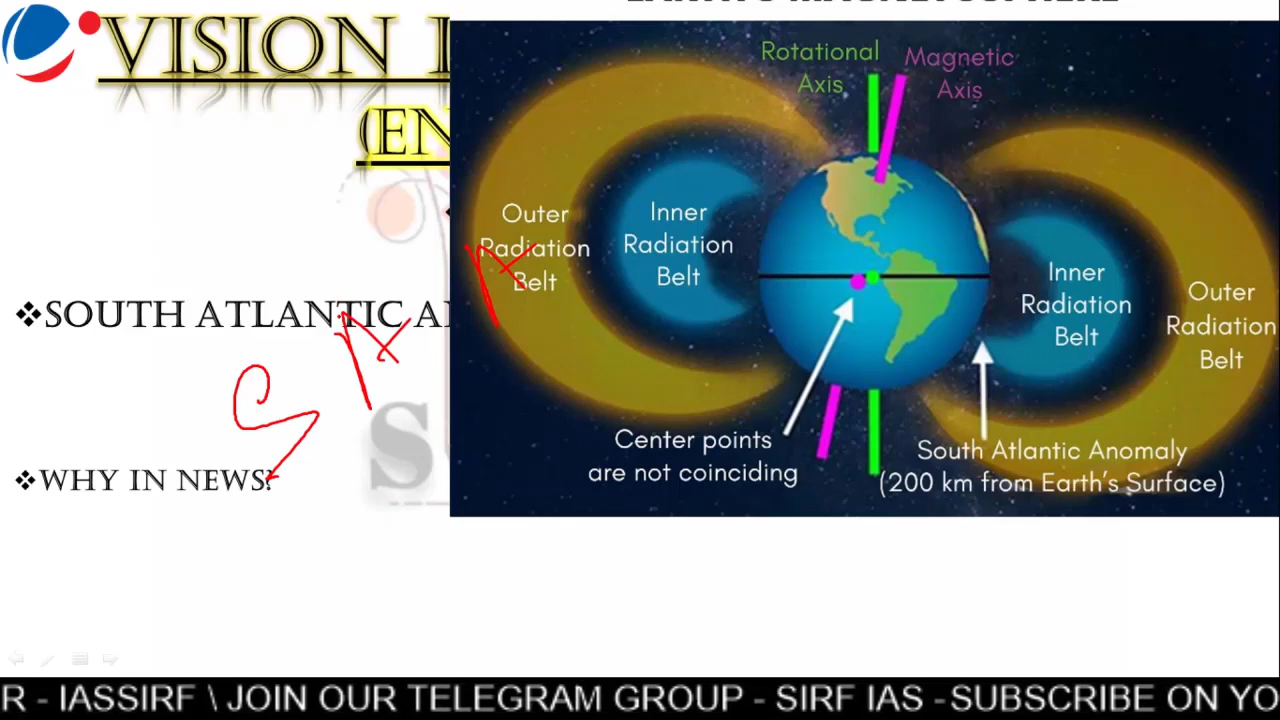 VISION I
(EN
❖SOUTH ATLANTIC A
❖WHY IN NEWS?
S A A
EARTH'S MAGNETOSPHERE
Rotational
Axis
Magnetic
Axis
Outer
Radiation
Belt
Inner
Radiation
Belt
Inner
Radiation
Belt
Outer
Radiation
Belt
Center points
are not coinciding
South Atlantic Anomaly
(200 km from Earth's Surface)
S
R - IASSIRF \ JOIN OUR TELEGRAM GROUP - SIRF IAS -SUBSCRIBE ON YO